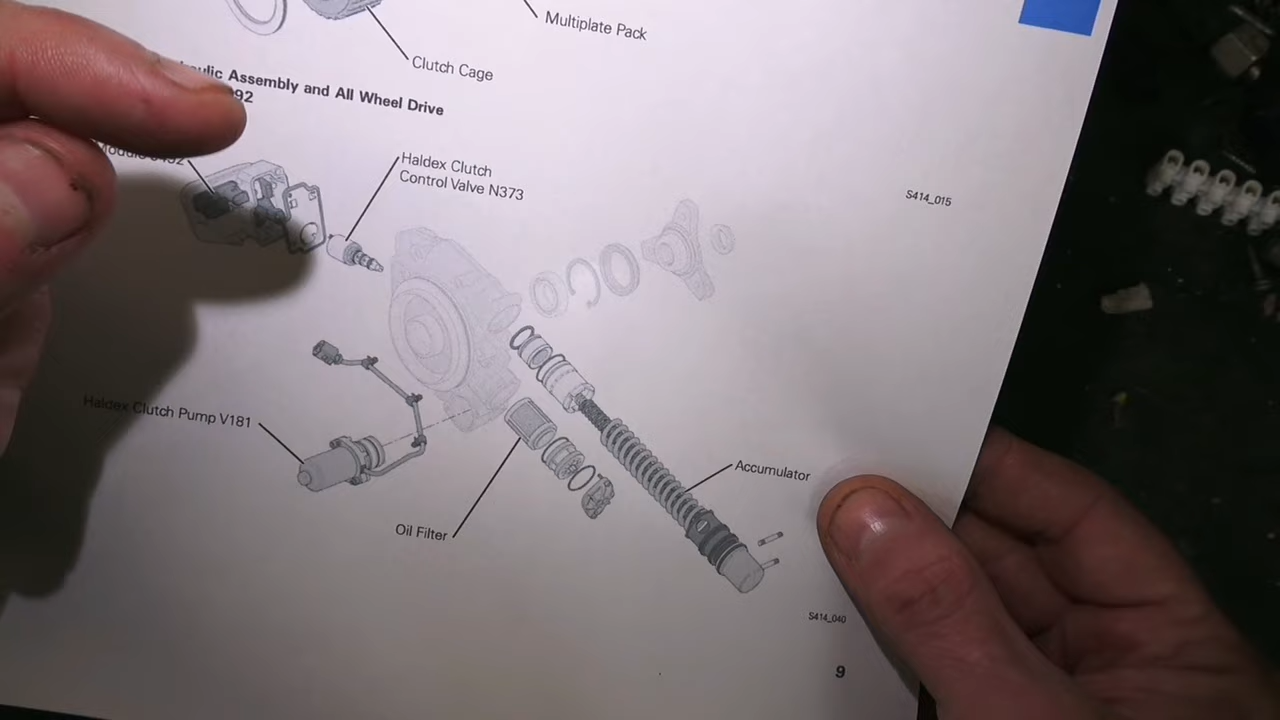 Multiplate Pack
Clutch Cage
Assembly and All Wheel Drive
Haldex Clutch
Control Valve N373
S414_015
Haldex Clutch Pump V181
Accumulator
Oil Filter
S414_040
9